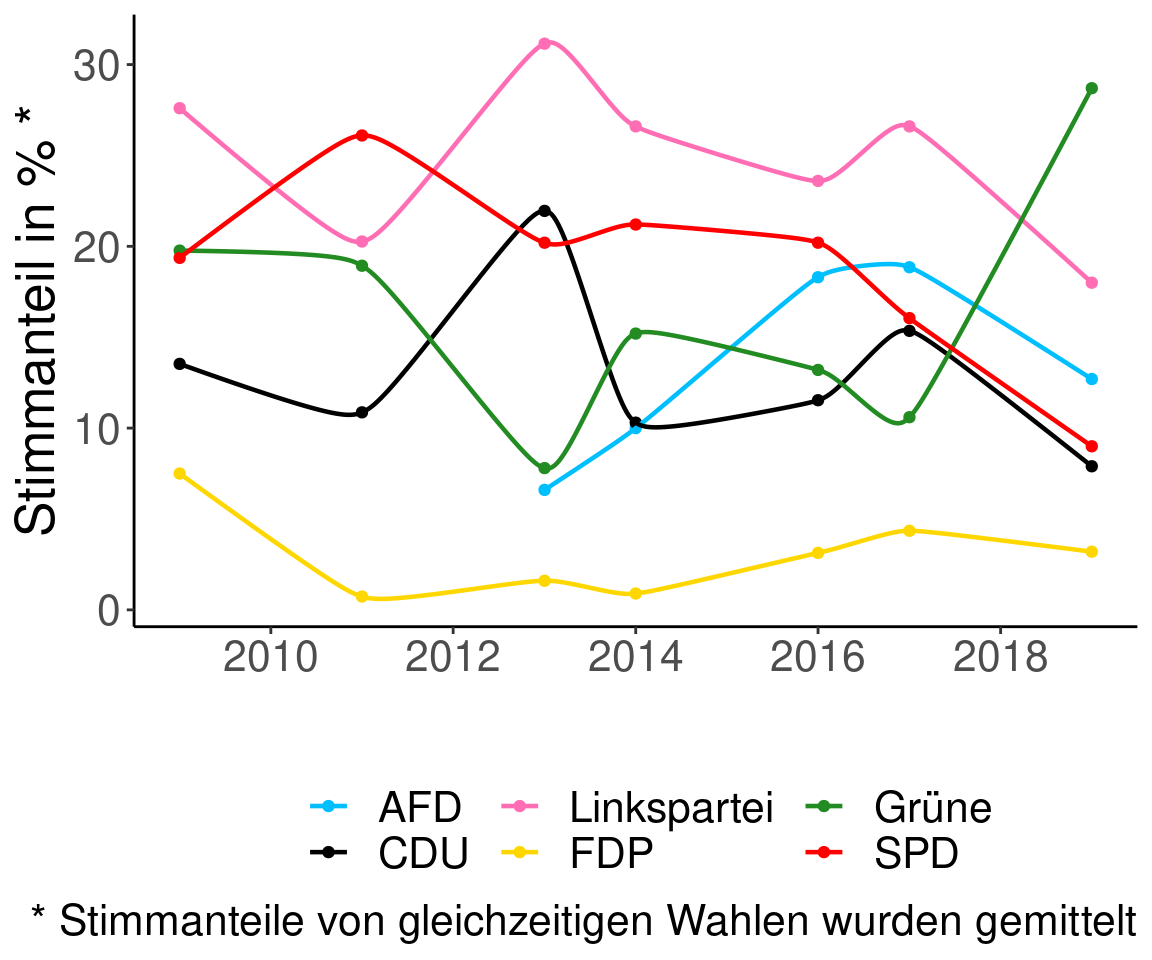 Stimmanteil in % *
30
20
10
0
2010 2012 2014 2016 2018
AFD Linkspartei Grüne
CDU FDP SPD
* Stimmanteile von gleichzeitigen Wahlen wurden gemittelt